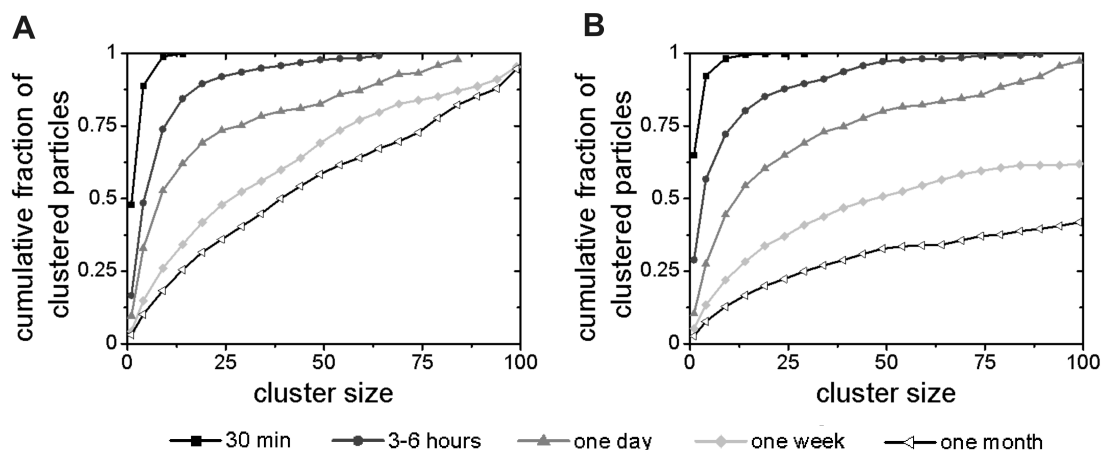 A
B
cumulative fraction of
clustered particles
1
0.75
0.5
0.25
0
0 25 50 75 100
cluster size
cumulative fraction of
clustered particles
1
0.75
0.5
0.25
0
0 25 50 75 100
cluster size
30 min 3-6 hours one day one week one month